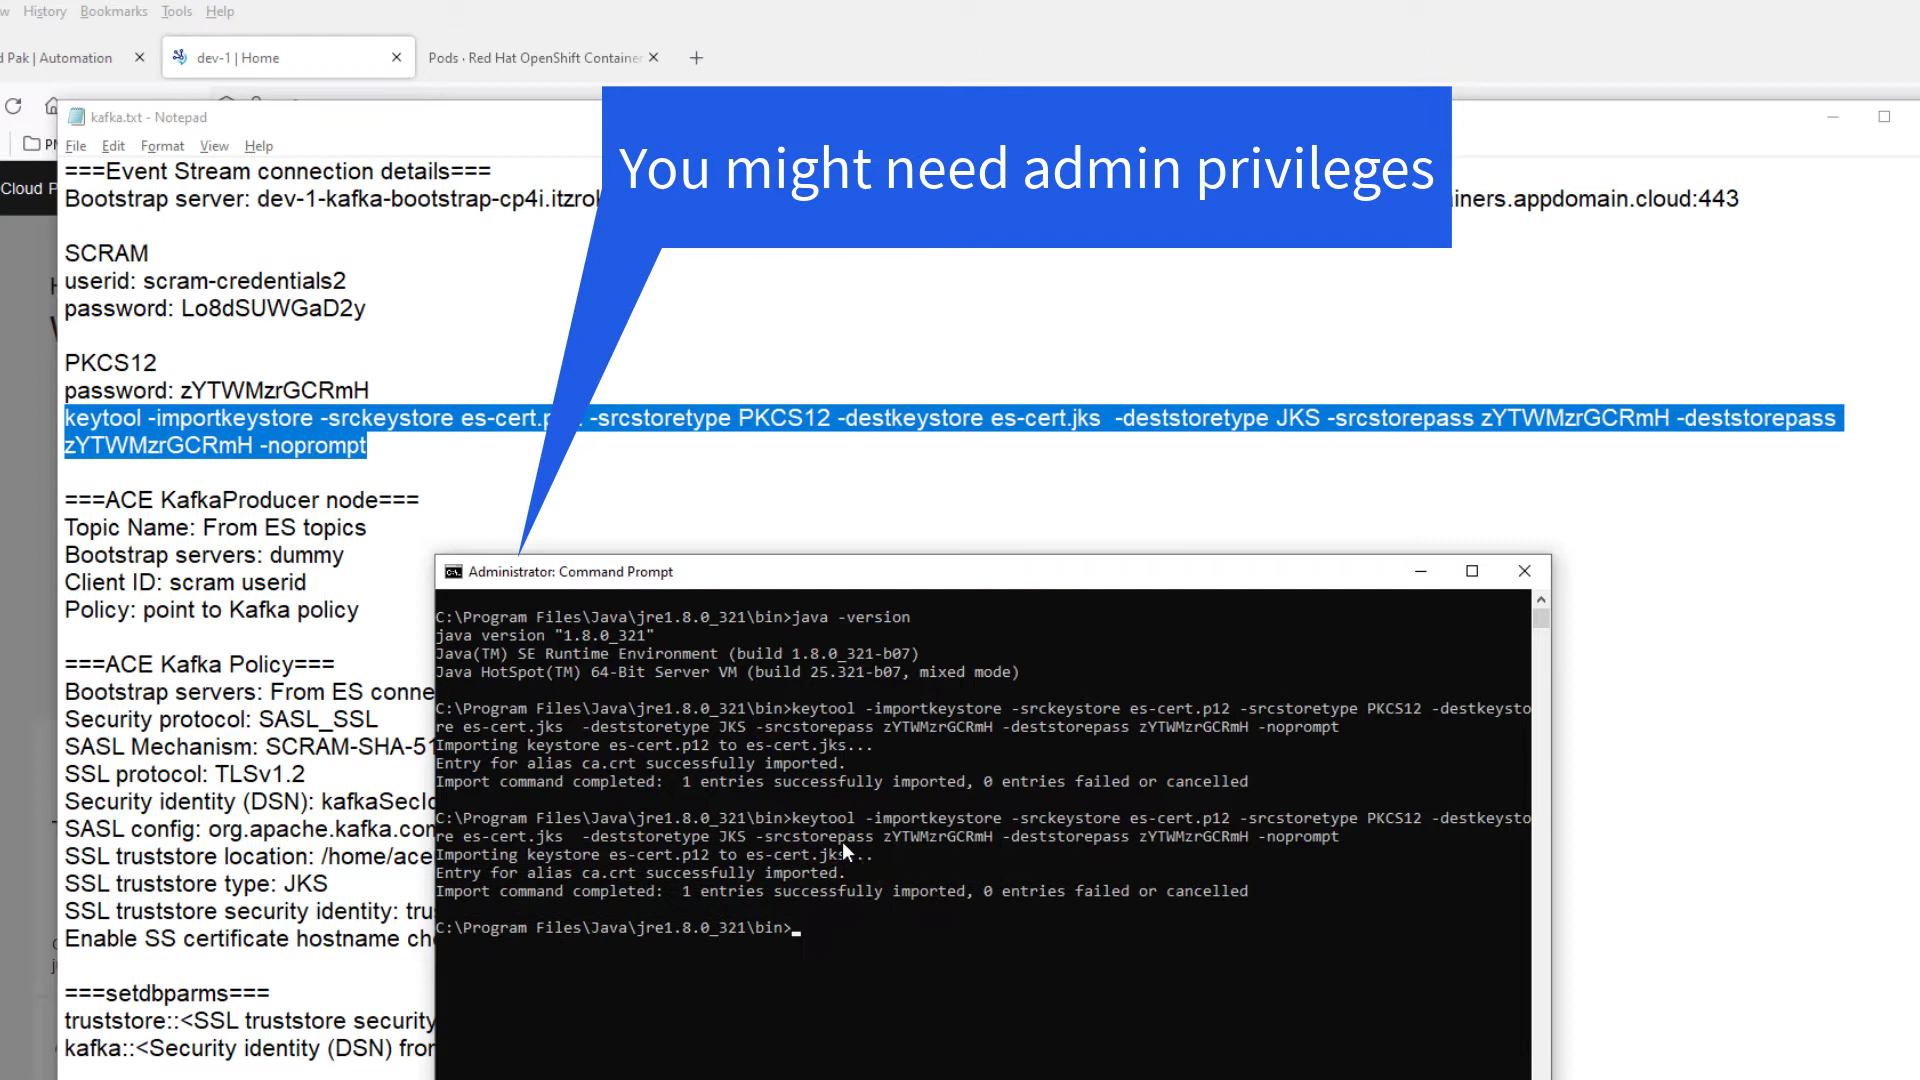 w History Bookmarks Tools Help
d Pak | Automation dev-1 | Home Pods · Red Hat OpenShift Container
kafka.txt - Notepad
File Edit Format View Help
Cloud P
You might need admin privileges
===Event Stream connection details===
Bootstrap server: dev-1-kafka-bootstrap-cp4i.itzrol iners.appdomain.cloud:443
SCRAM
userid: scram-credentials2
password: Lo8dSUWGaD2y
PKCS12
password: zYTWMzrGCRmH
keytool -importkeystore -srckeystore es-cert.p -srcstoretype PKCS12 -destkeystore es-cert.jks -deststoretype JKS -srcstorepass zYTWMzrGCRmH -deststorepass
zYTWMzrGCRmH -noprompt
===ACE KafkaProducer node===
Topic Name: From ES topics
Bootstrap servers: dummy
Client ID: scram userid
Policy: point to Kafka policy
===ACE Kafka Policy===
Bootstrap servers: From ES conne
Security protocol: SASL_SSL
SASL Mechanism: SCRAM-SHA-51
SSL protocol: TLSv1.2
Security identity (DSN): kafkaSecId
SASL config: org.apache.kafka.com
SSL truststore location: /home/ace
SSL truststore type: JKS
SSL truststore security identity: tru
Enable SS certificate hostname che
===setdbparms===
truststore::<SSL truststore security
kafka::<Security identity (DSN) fron
Administrator: Command Prompt
C:\Program Files\Java\jre1.8.0_321\bin>java -version
java version "1.8.0_321"
Java(TM) SE Runtime Environment (build 1.8.0_321-b07)
Java HotSpot(TM) 64-Bit Server VM (build 25.321-b07, mixed mode)
C:\Program Files\Java\jre1.8.0_321\bin>keytool -importkeystore -srckeystore es-cert.p12 -srcstoretype PKCS12 -destkeysto
re es-cert.jks  -deststoretype JKS -srcstorepass zYTWMzrGCRmH -deststorepass zYTWMzrGCRmH -noprompt
Importing keystore es-cert.p12 to es-cert.jks...
Entry for alias ca.crt successfully imported.
Import command completed:  1 entries successfully imported, 0 entries failed or cancelled
C:\Program Files\Java\jre1.8.0_321\bin>keytool -importkeystore -srckeystore es-cert.p12 -srcstoretype PKCS12 -destkeysto
re es-cert.jks  -deststoretype JKS -srcstorepass zYTWMzrGCRmH -deststorepass zYTWMzrGCRmH -noprompt
Importing keystore es-cert.p12 to es-cert.jks...
Entry for alias ca.crt successfully imported.
Import command completed:  1 entries successfully imported, 0 entries failed or cancelled
C:\Program Files\Java\jre1.8.0_321\bin>